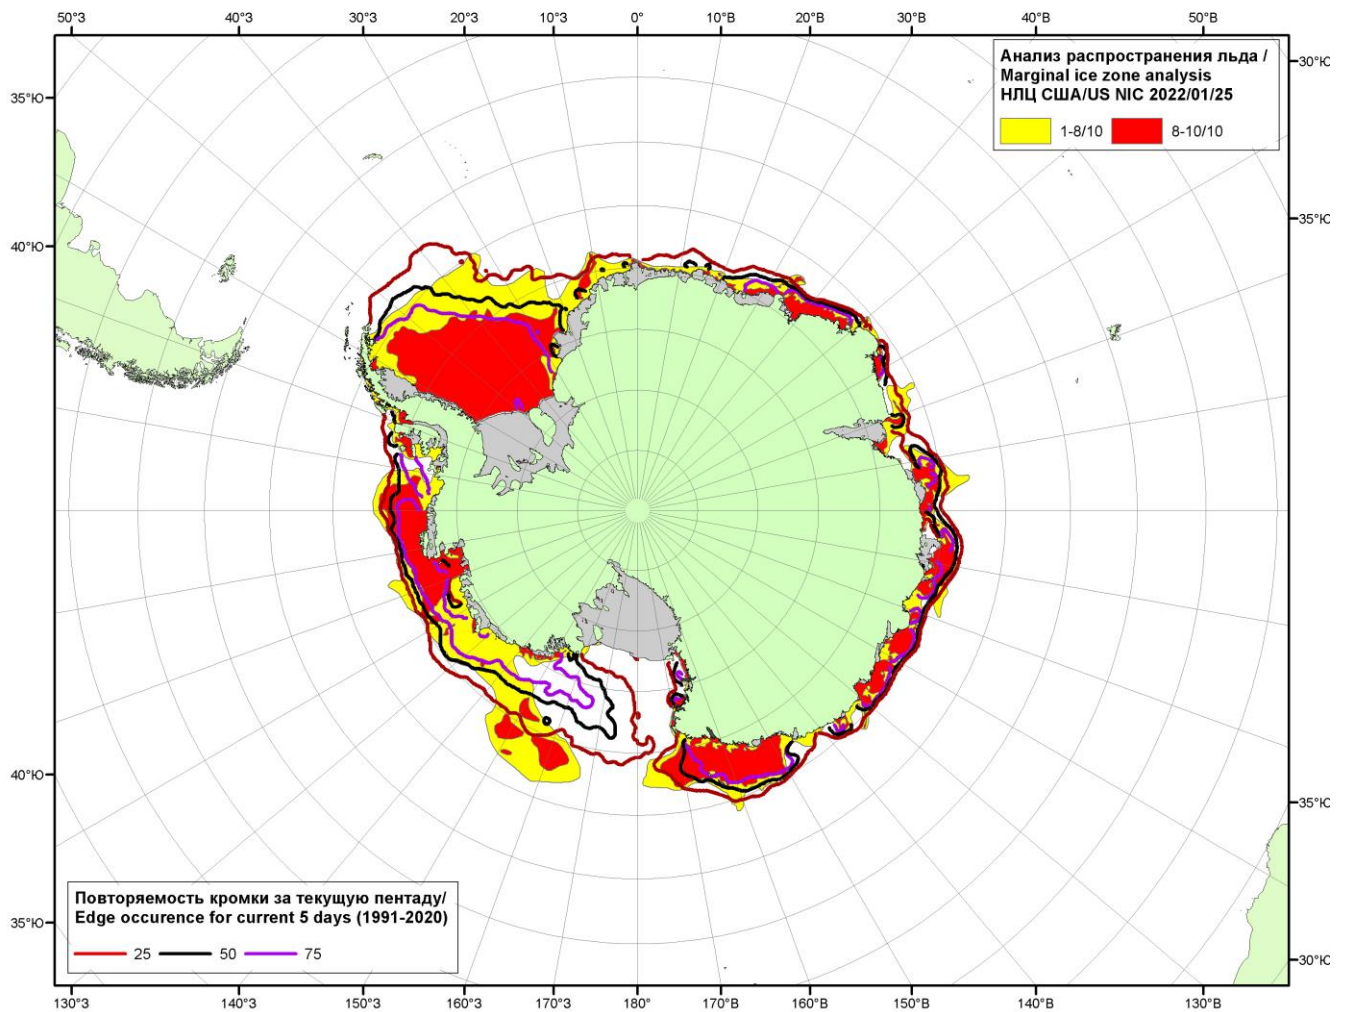 50°З 40°З 30°З 20°З 10°З 0° 10°В 20°В 30°В 40°В 50°В
Анализ распространения льда /
Marginal ice zone analysis
НЛЦ США/US NIC 2022/01/25
1-8/10 8-10/10
30°Ю
35°Ю
35°Ю
40°Ю
40°Ю
35°Ю
35°Ю
30°Ю
Повторяемость кромки за текущую пентаду/
Edge occurence for current 5 days (1991-2020)
25 50 75
130°З 140°З 150°З 160°З 170°З 180° 170°В 160°В 150°В 140°В 130°В